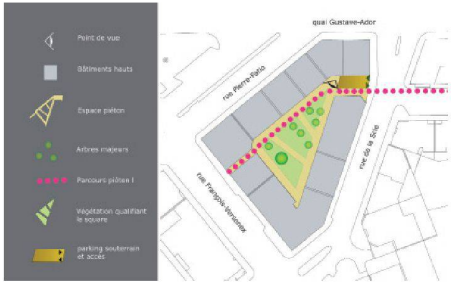 Point de vue
Bâtiments hauts
Espace piéton
Arbres majeurs
Parcours piéton I
Végétation qualifiant
le square
parking souterrain
et accès
quai Gustave-Ador
rue Pierre-Fatio
rue François-Versonnex
rue de la Scie